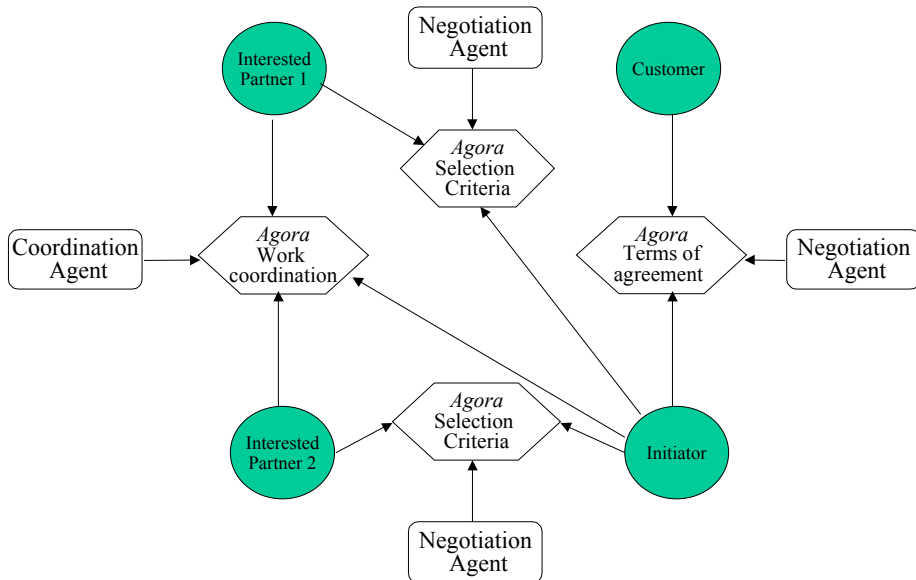 Negotiation
Agent
Interested
Partner 1
Customer
Agora
Selection
Criteria
Coordination
Agent
Agora
Work
coordination
Agora
Terms of
agreement
Negotiation
Agent
Interested
Partner 2
Agora
Selection
Criteria
Initiator
Negotiation
Agent